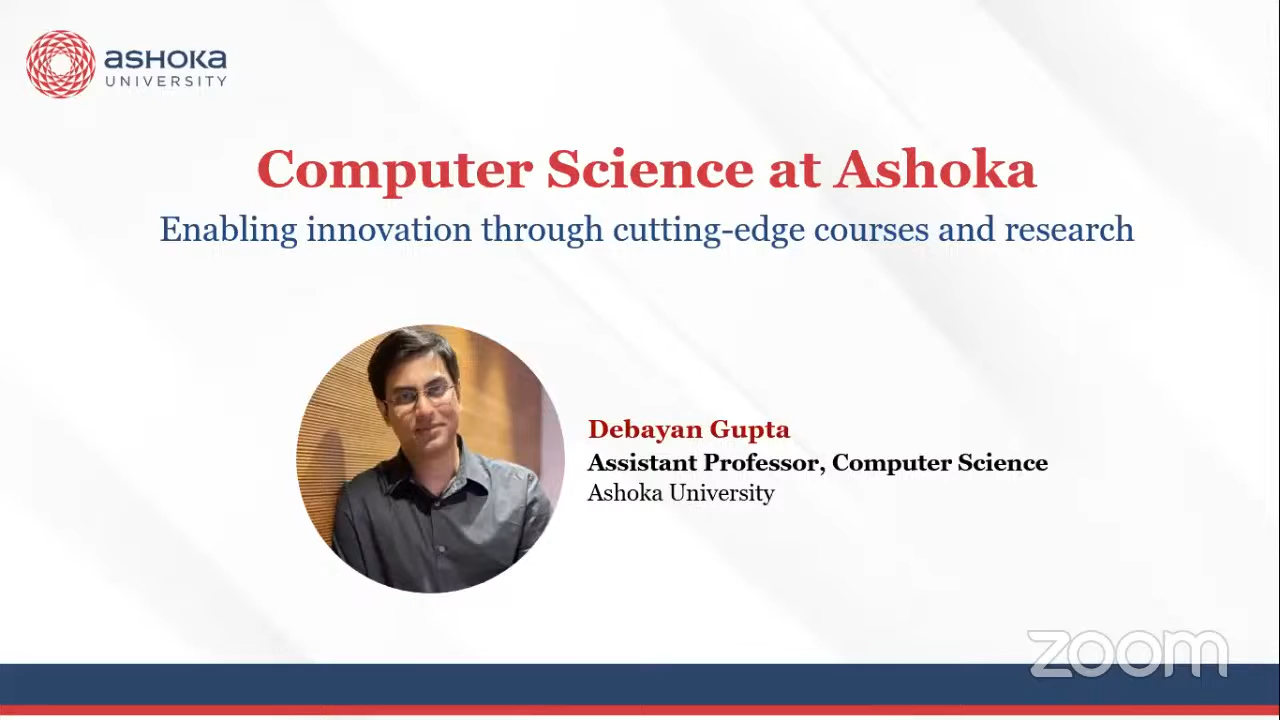 ashoka
UNIVERSITY
Computer Science at Ashoka
Enabling innovation through cutting-edge courses and research
Debayan Gupta
Assistant Professor, Computer Science
Ashoka University
zoom